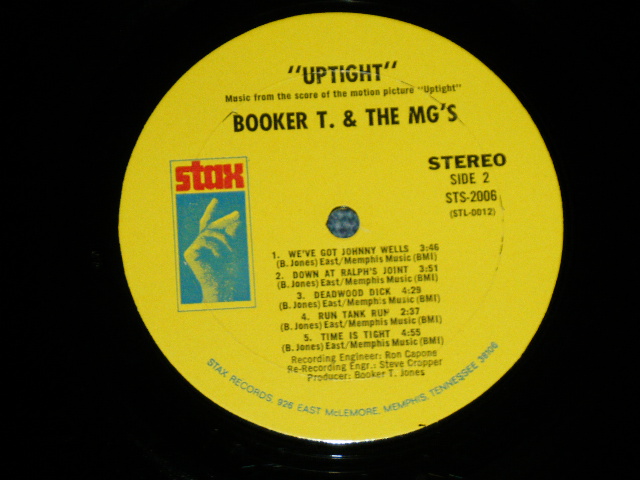 "UPTIGHT"
Music from the score of the motion picture "Uptight"
BOOKER T. & THE MG'S
stax
STEREO
SIDE 2
STS-2006
(STL-0012)
1. WE'VE GOT JOHNNY WELLS 3:46
(B. Jones) East/Memphis Music (BMI)
2. DOWN AT RALPH'S JOINT 3:51
(B. Jones) East/Memphis Music (BMI)
3. DEADWOOD DICK 4:29
(B. Jones) East/Memphis Music (BMI)
4. RUN TANK RUN 2:37
(B. Jones) East/Memphis Music (BMI)
5. TIME IS TIGHT 4:55
(B. Jones) East/Memphis Music (BMI)
Recording Engineer: Ron Capone
Re-Recording Engr.: Steve Cropper
Producer: Booker T. Jones
STAX RECORDS, 926 EAST McLEMORE, MEMPHIS, TENNESSEE 38106